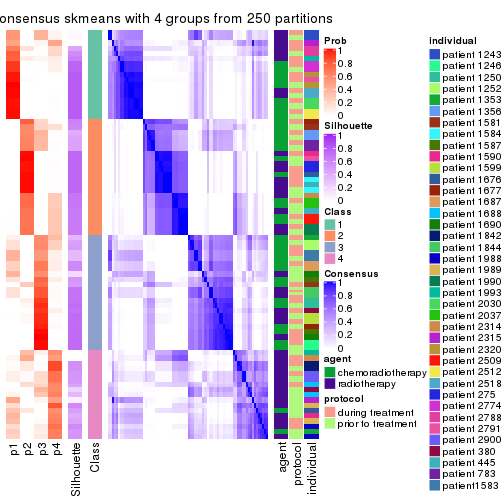 onsensus skmeans with 4 groups from 250 partitions
p1
p2
p3
p4
Silhouette
Class
agent
protocol
individual
Prob
1
0.8
0.6
0.4
0.2
0
Silhouette
1
0.8
0.6
0.4
0.2
0
Class
1
2
3
4
Consensus
1
0.8
0.6
0.4
0.2
0
agent
chemoradiotherapy
radiotherapy
protocol
during treatment
prior to treatment
individual
patient 1243
patient 1246
patient 1250
patient 1252
patient 1353
patient 1356
patient 1581
patient 1584
patient 1587
patient 1590
patient 1599
patient 1676
patient 1677
patient 1687
patient 1688
patient 1690
patient 1842
patient 1844
patient 1988
patient 1989
patient 1990
patient 1993
patient 2030
patient 2037
patient 2314
patient 2315
patient 2320
patient 2509
patient 2512
patient 2518
patient 275
patient 2774
patient 2788
patient 2791
patient 2900
patient 380
patient 445
patient 783
patient1583